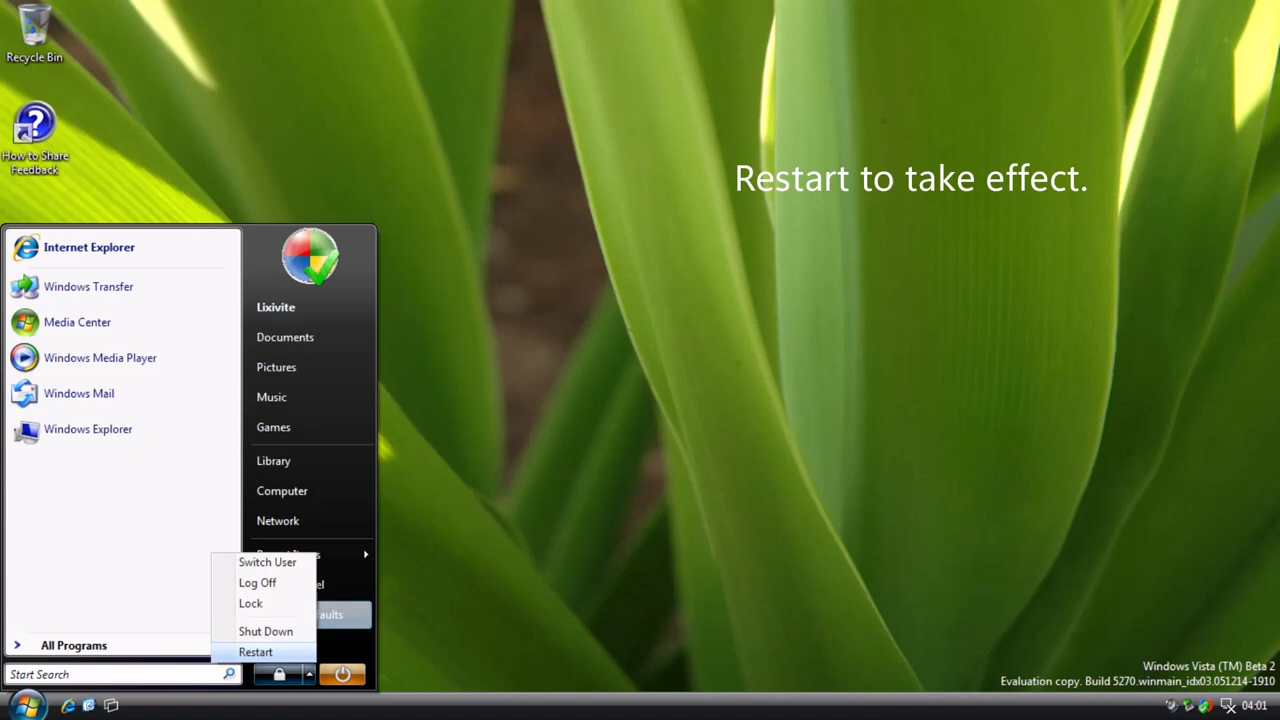 Recycle Bin
How to Share
Feedback
Restart to take effect.
Internet Explorer
Windows Transfer
Media Center
Windows Media Player
Windows Mail
Windows Explorer
All Programs
Start Search
Lixivite
Documents
Pictures
Music
Games
Library
Computer
Network
Switch User
Log Off
Lock
Shut Down
Restart
Windows Vista (TM) Beta 2
Evaluation copy. Build 5270.winmain_idx03.051214-1910
04:01